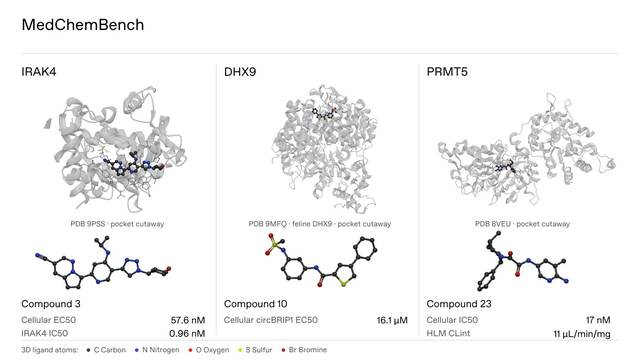 MedChemBench
IRAK4
DHX9
PRMT5
PDB 9PSS · pocket cutaway
PDB 9MFQ · feline DHX9 · pocket cutaway
PDB 8VEU · pocket cutaway
Compound 3
Cellular EC50 57.6 nM
IRAK4 IC50 0.96 nM
Compound 10
Cellular circBRIP1 EC50 16.1 µM
Compound 23
Cellular IC50 17 nM
HLM CLint 11 µL/min/mg
3D ligand atoms: C Carbon N Nitrogen O Oxygen S Sulfur Br Bromine